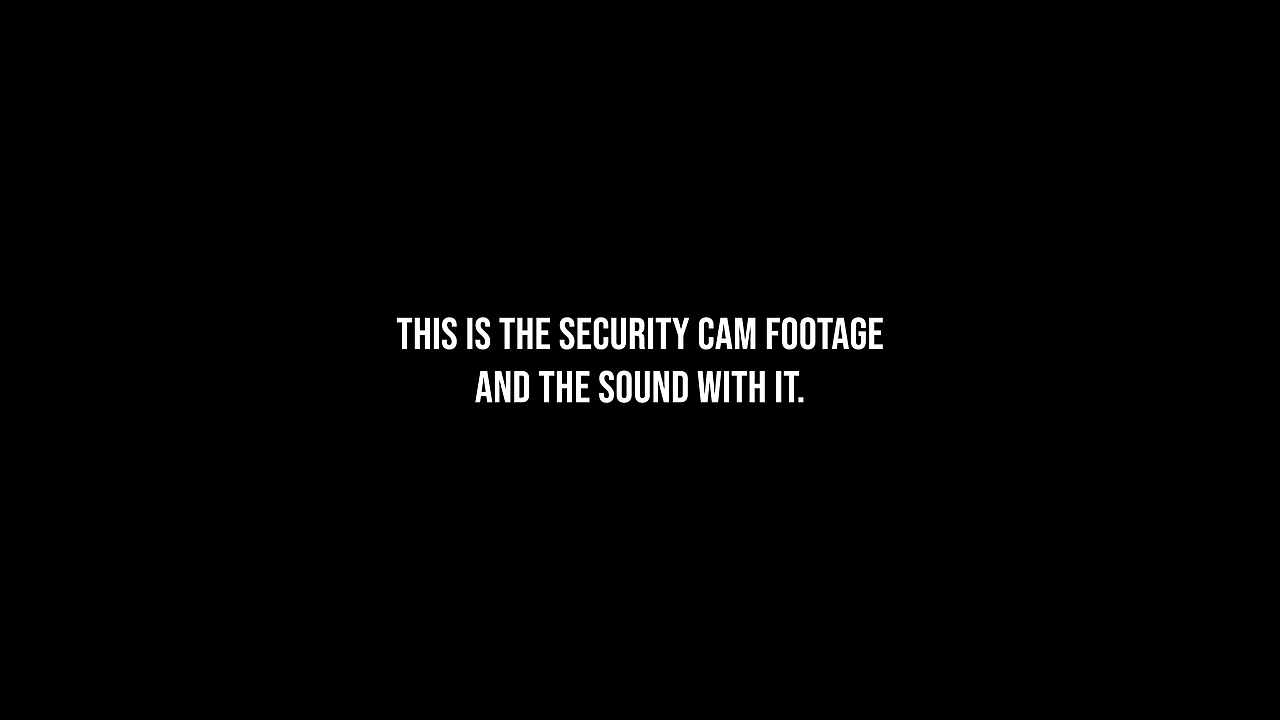 THIS IS THE SECURITY CAM FOOTAGE
AND THE SOUND WITH IT.